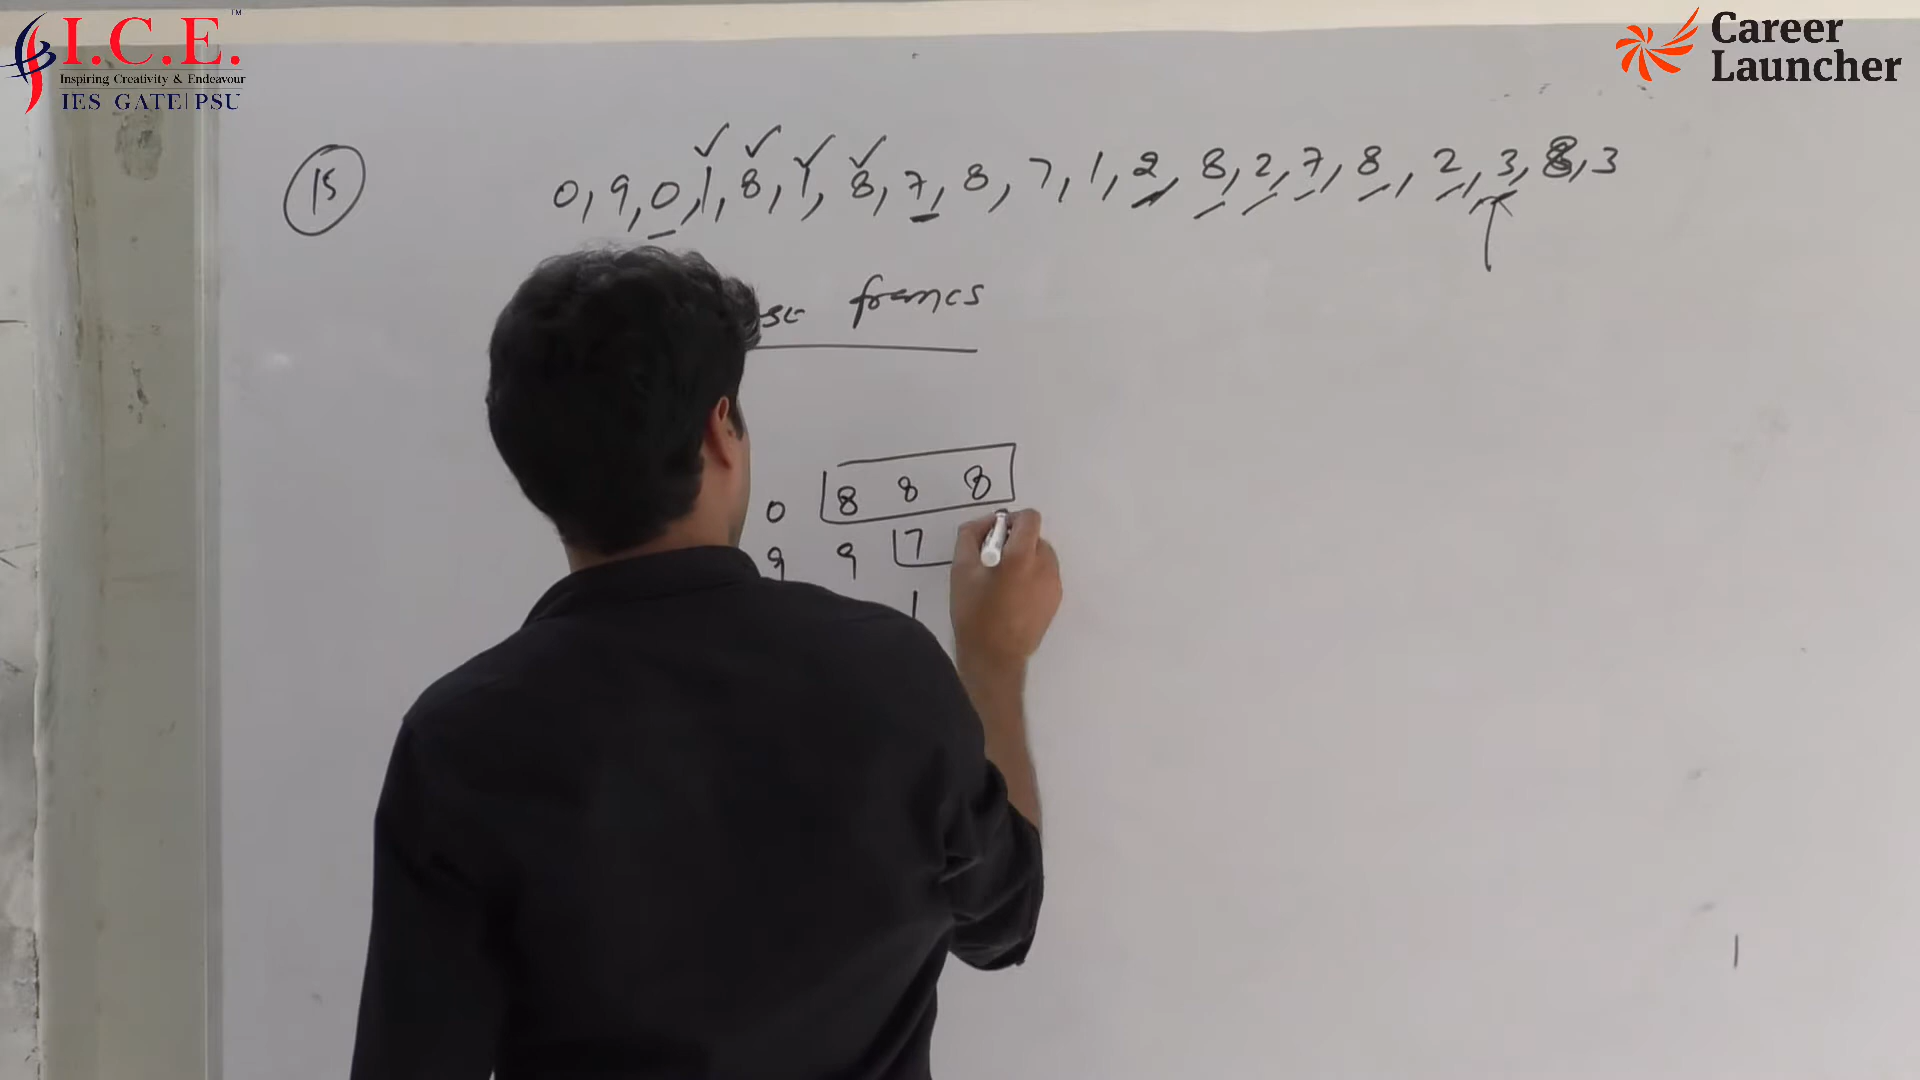 I.C.E.™
Inspiring Creativity & Endeavour
IES GATE|PSU
Career
Launcher
15
0, 9, 0, 1, 8, 1, 8, 7, 8, 7, 1, 2, 8, 2, 7, 8, 2, 3, 8, 3
frames
0 8 8 8
9 9 7
1